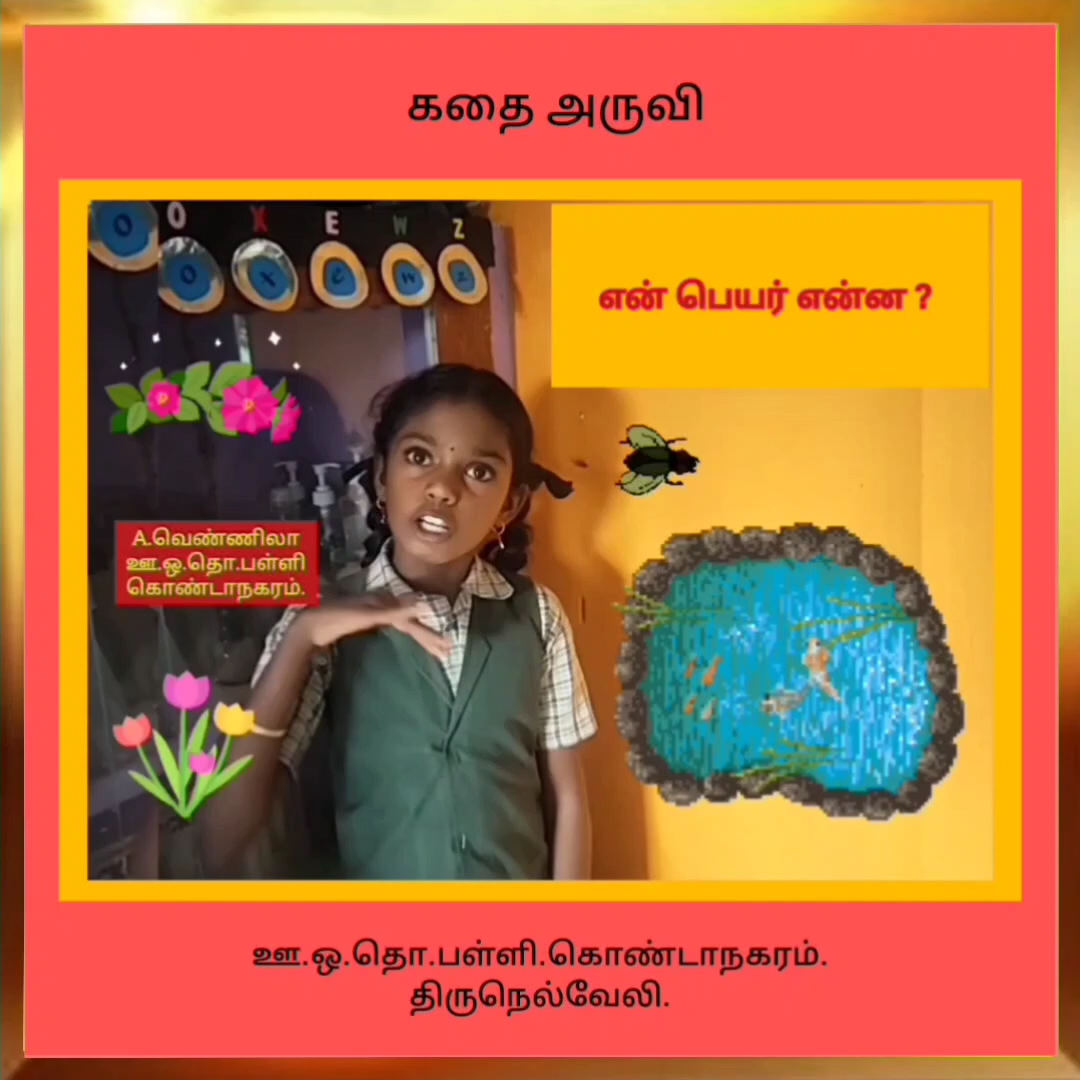 கதை அருவி
O X E W Z
O x e w z
என் பெயர் என்ன ?
A.வெண்ணிலா
ஊ.ஒ.தொ.பள்ளி
கொண்டாநகரம்.
ஊ.ஒ.தொ.பள்ளி.கொண்டாநகரம்.
திருநெல்வேலி.